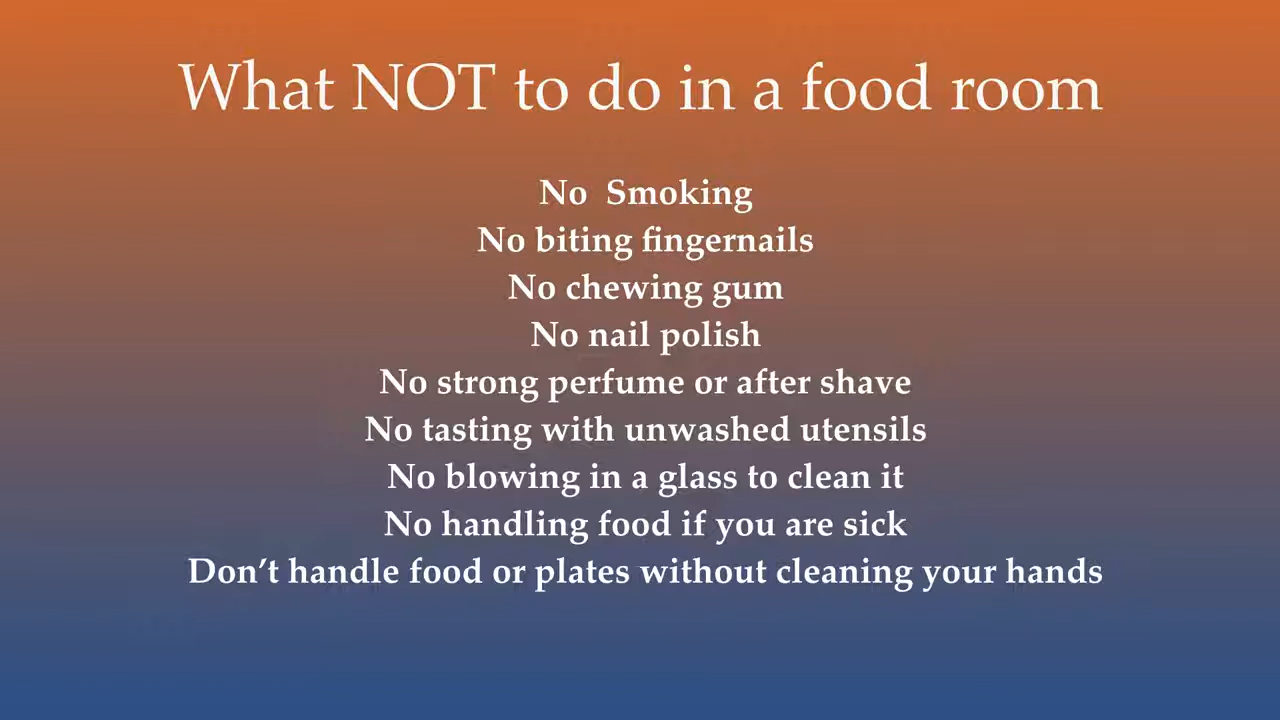 What NOT to do in a food room
No  Smoking
No biting fingernails
No chewing gum
No nail polish
No strong perfume or after shave
No tasting with unwashed utensils
No blowing in a glass to clean it
No handling food if you are sick
Don’t handle food or plates without cleaning your hands